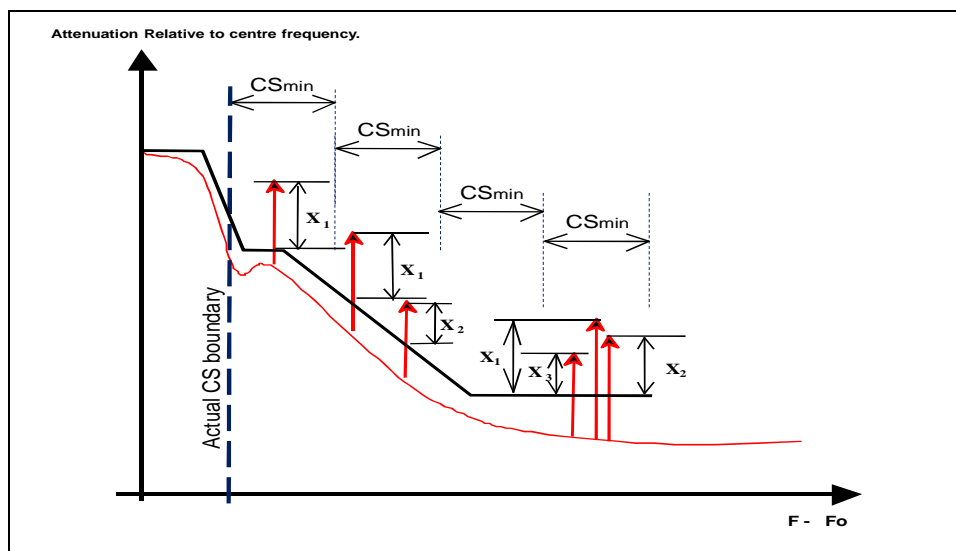 Attenuation Relative to centre frequency.
CSmin
CSmin
CSmin
CSmin
X1
X1
X2
X1
X3
X2
Actual CS boundary
F - Fo